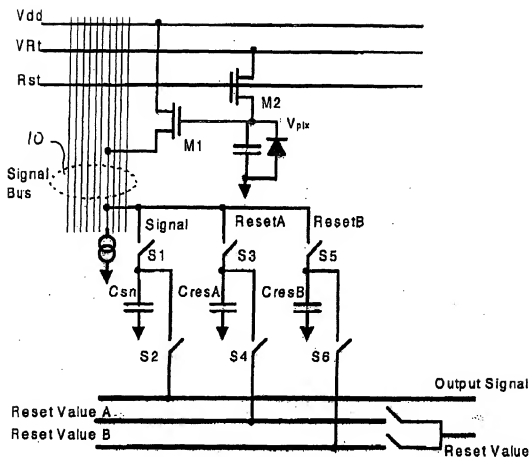 Vdd
VRt
Rst
M2
M1
Vpix
10
Signal
Bus
Signal
ResetA
ResetB
S1
S3
S5
Csn
CresA
CresB
S2
S4
S6
Output Signal
Reset Value A
Reset Value B
Reset Value